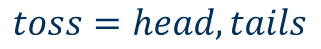 toss = head, tails